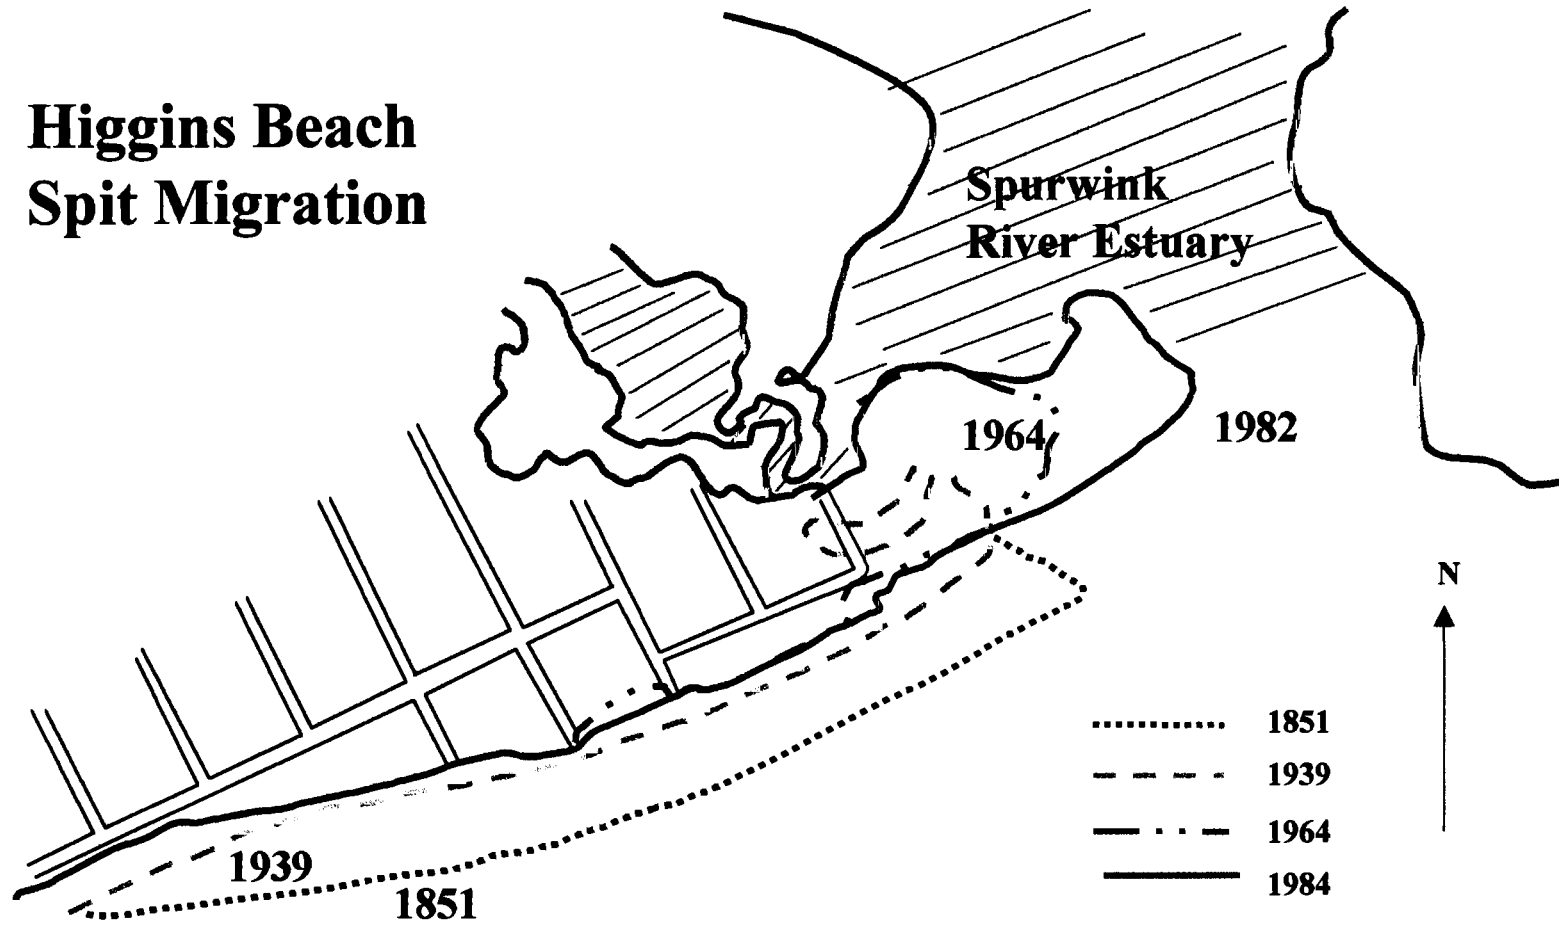 Higgins Beach
Spit Migration
Spurwink
River Estuary
1964
1982
N
1939
1851
1851
1939
1964
1984